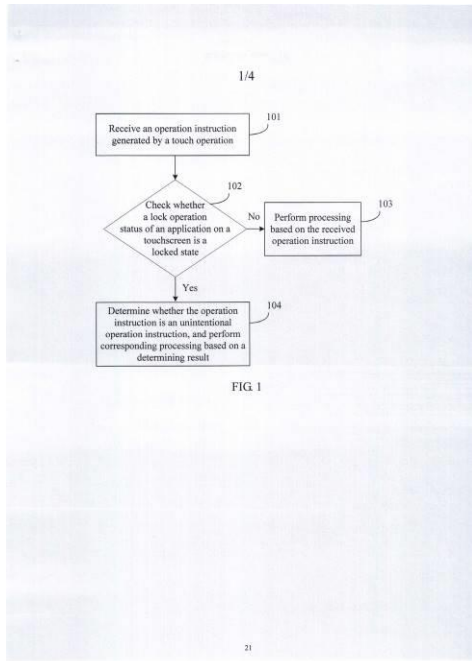 1/4
101
Receive an operation instruction
generated by a touch operation
102
Check whether
a lock operation
status of an application on a
touchscreen is a
locked state
No
103
Perform processing
based on the received
operation instruction
Yes
104
Determine whether the operation
instruction is an unintentional
operation instruction, and perform
corresponding processing based on a
determining result
FIG. 1
21